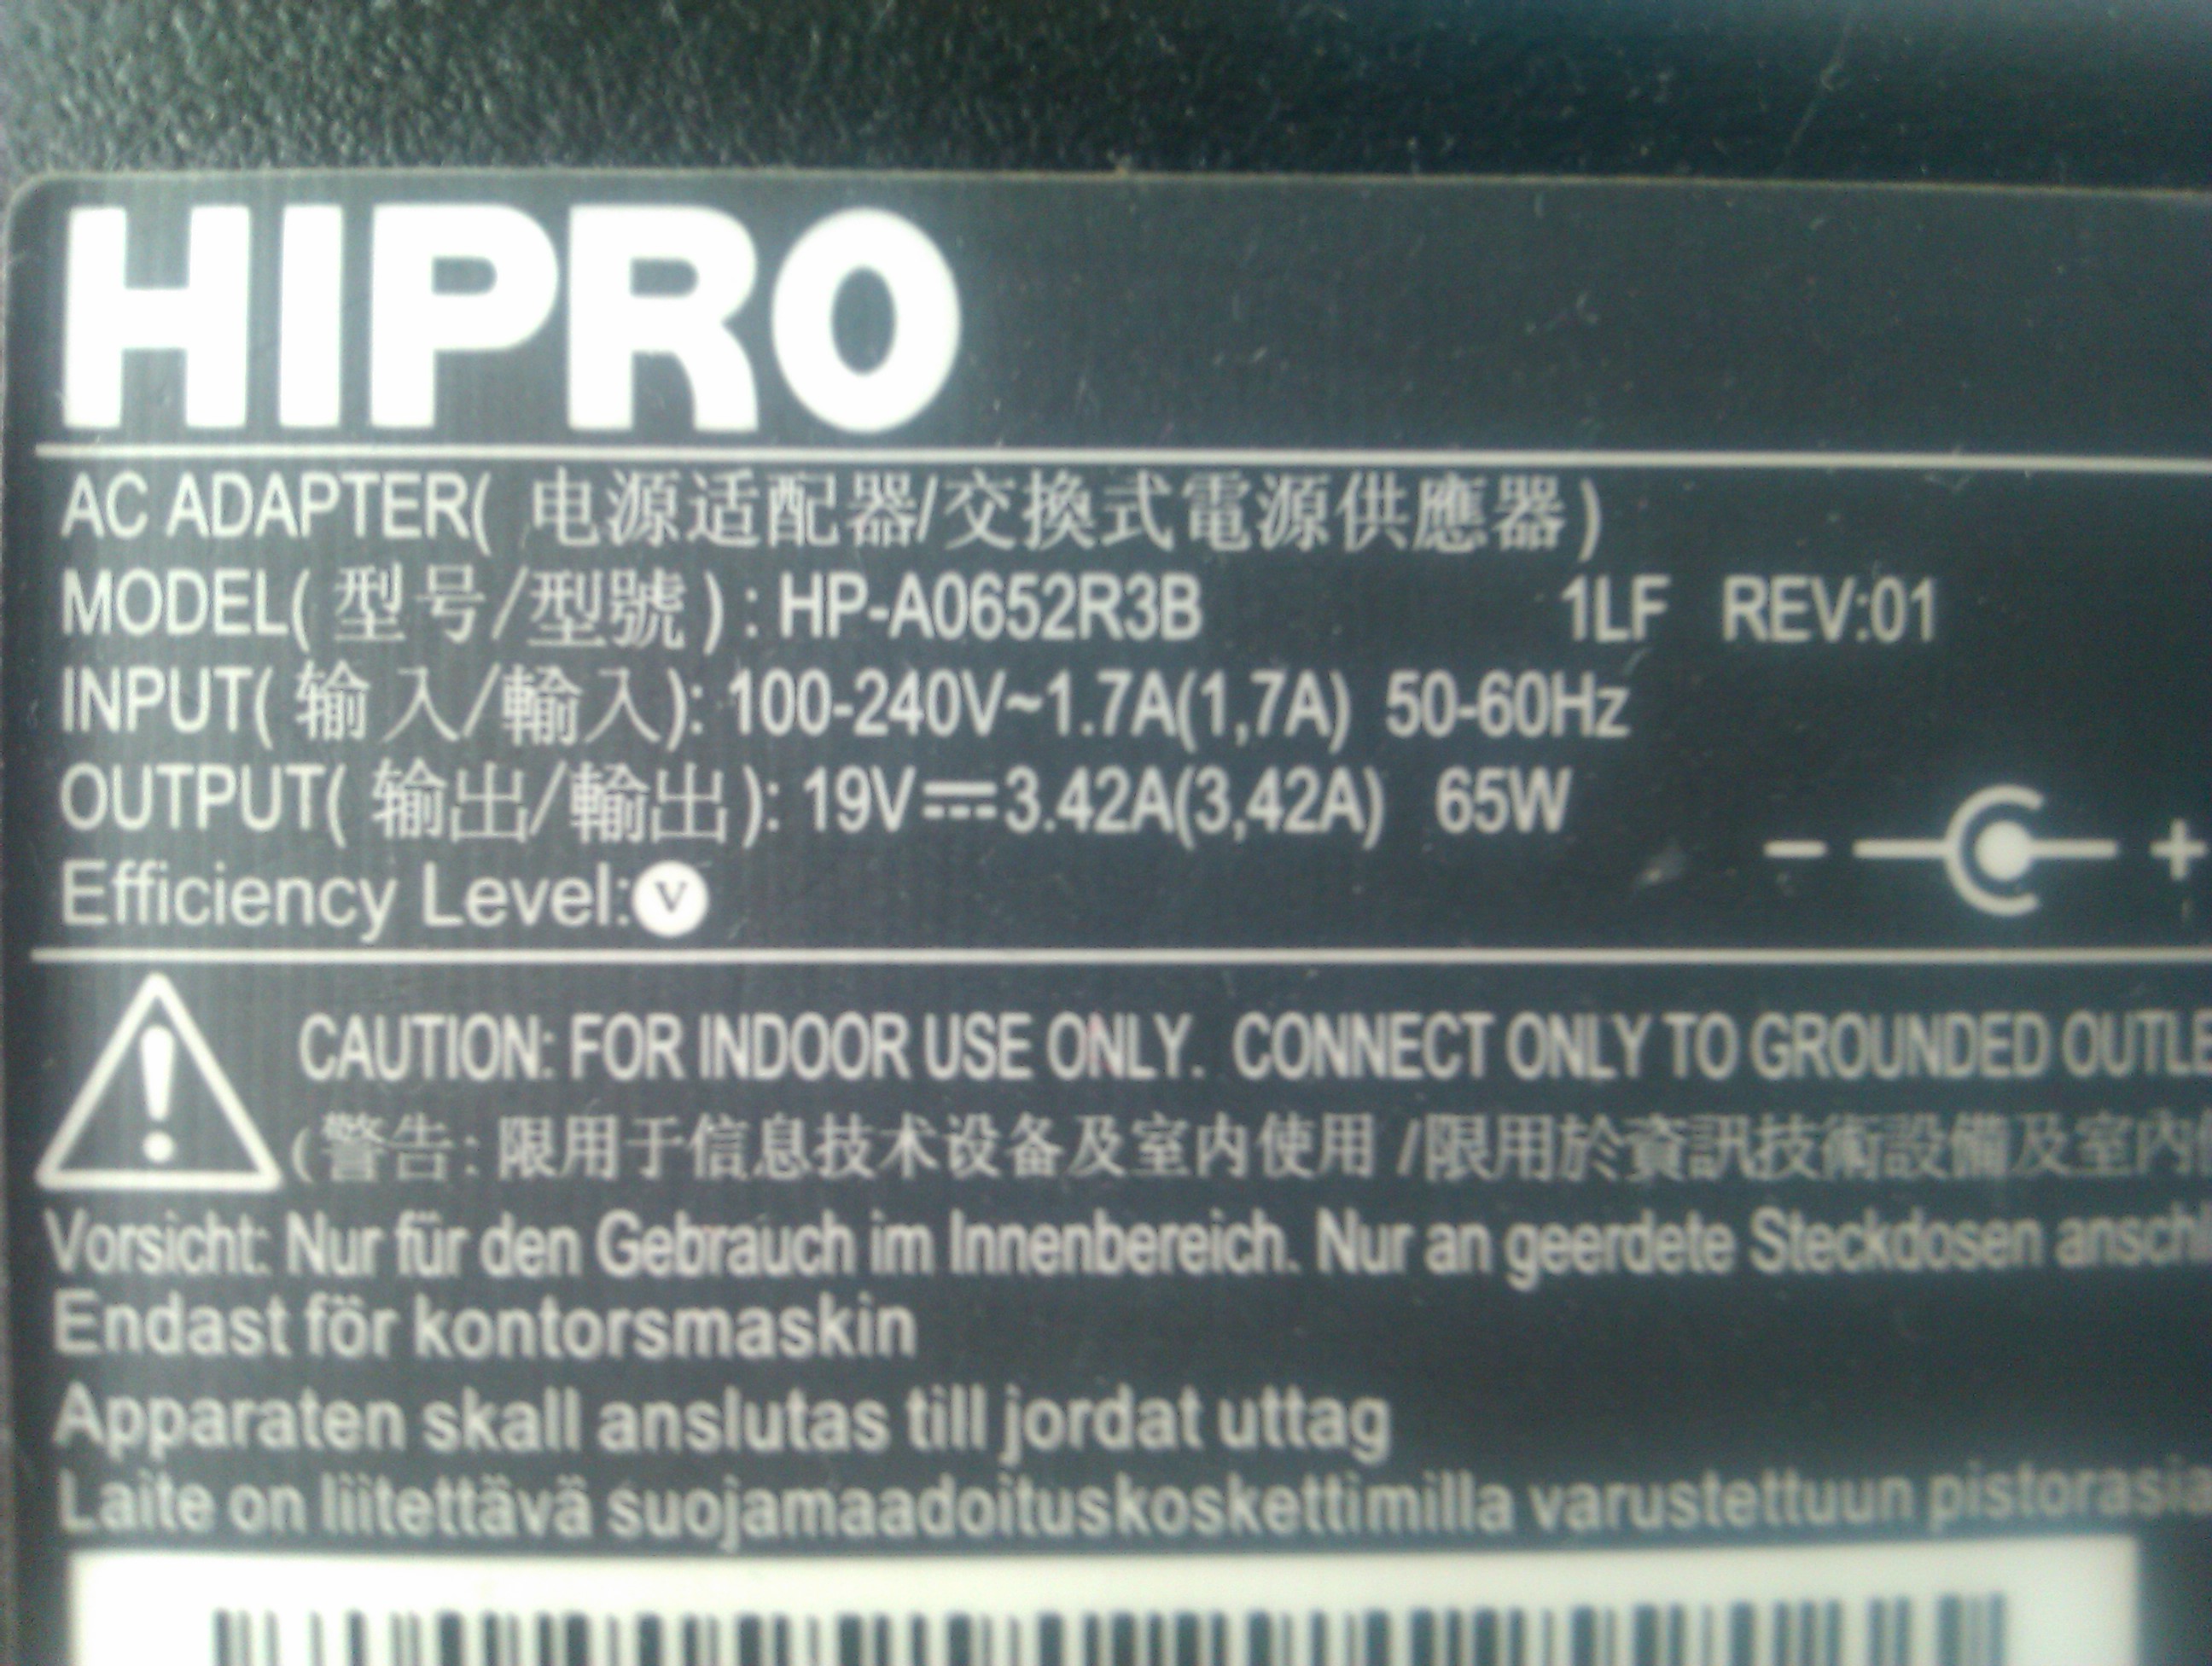 HIPRO
AC ADAPTER( 电源适配器/交換式電源供應器)
MODEL( 型号/型號 ) : HP-A0652R3B 1LF REV:01
INPUT( 输入/輸入): 100-240V~1.7A(1,7A) 50-60Hz
OUTPUT( 输出/輸出): 19V⎓3.42A(3,42A) 65W
- +
Efficiency Level:V
CAUTION: FOR INDOOR USE ONLY. CONNECT ONLY TO GROUNDED OUTLE
(警告: 限用于信息技术设备及室内使用 /限用於資訊技術設備及室內
Vorsicht: Nur für den Gebrauch im Innenbereich. Nur an geerdete Steckdosen anschl
Endast för kontorsmaskin
Apparaten skall anslutas till jordat uttag
Laite on liitettävä suojamaadoituskoskettimilla varustettuun pistorasia